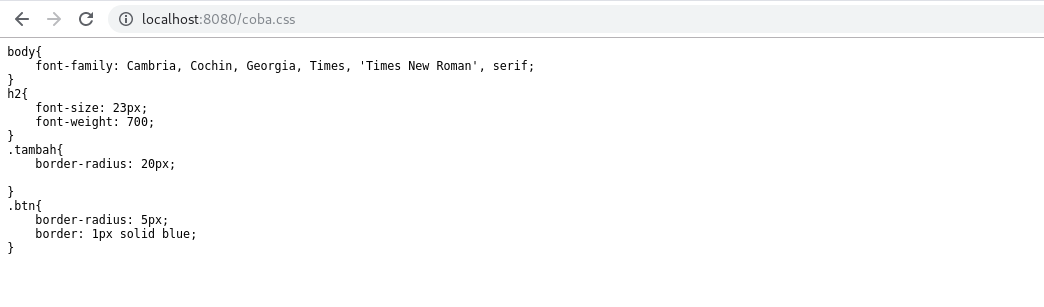 localhost:8080/coba.css
body{
    font-family: Cambria, Cochin, Georgia, Times, 'Times New Roman', serif;
}
h2{
    font-size: 23px;
    font-weight: 700;
}
.tambah{
    border-radius: 20px;

}
.btn{
    border-radius: 5px;
    border: 1px solid blue;
}